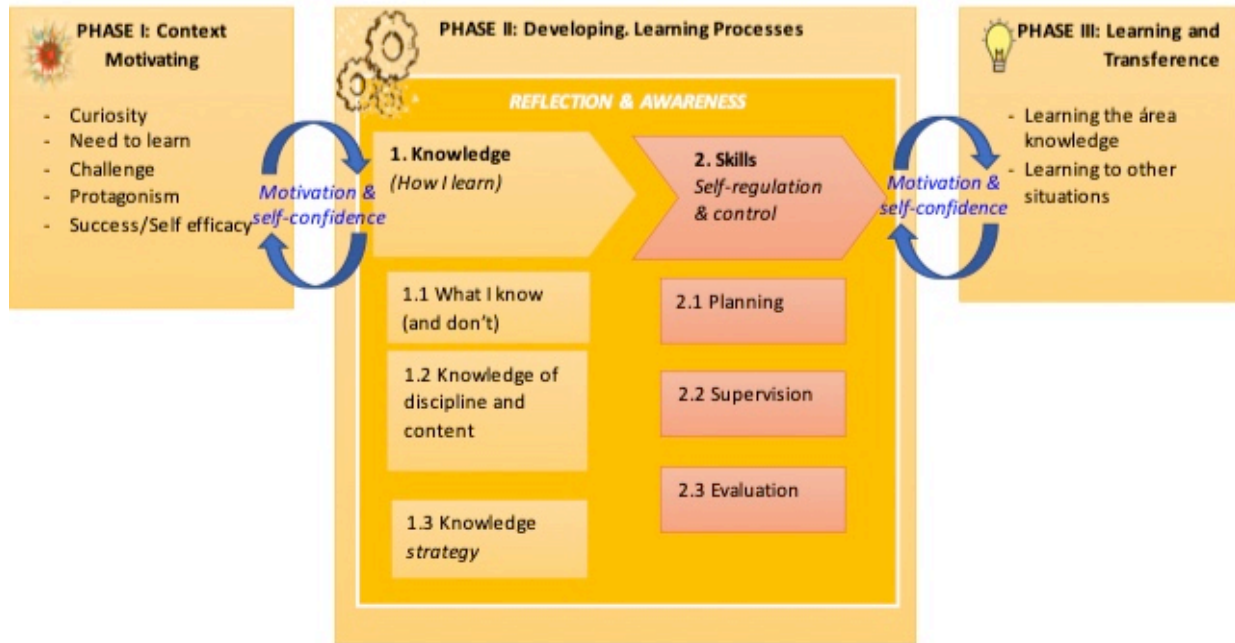 PHASE I: Context
Motivating
- Curiosity
- Need to learn
- Challenge
- Protagonism
- Success/Self efficacy
Motivation &
self-confidence
PHASE II: Developing. Learning Processes
REFLECTION & AWARENESS
1. Knowledge
(How I learn)
1.1 What I know
(and don't)
1.2 Knowledge of
discipline and
content
1.3 Knowledge
strategy
2. Skills
Self-regulation
& control
2.1 Planning
2.2 Supervision
2.3 Evaluation
Motivation &
self-confidence
PHASE III: Learning and
Transference
- Learning the área
knowledge
- Learning to other
situations